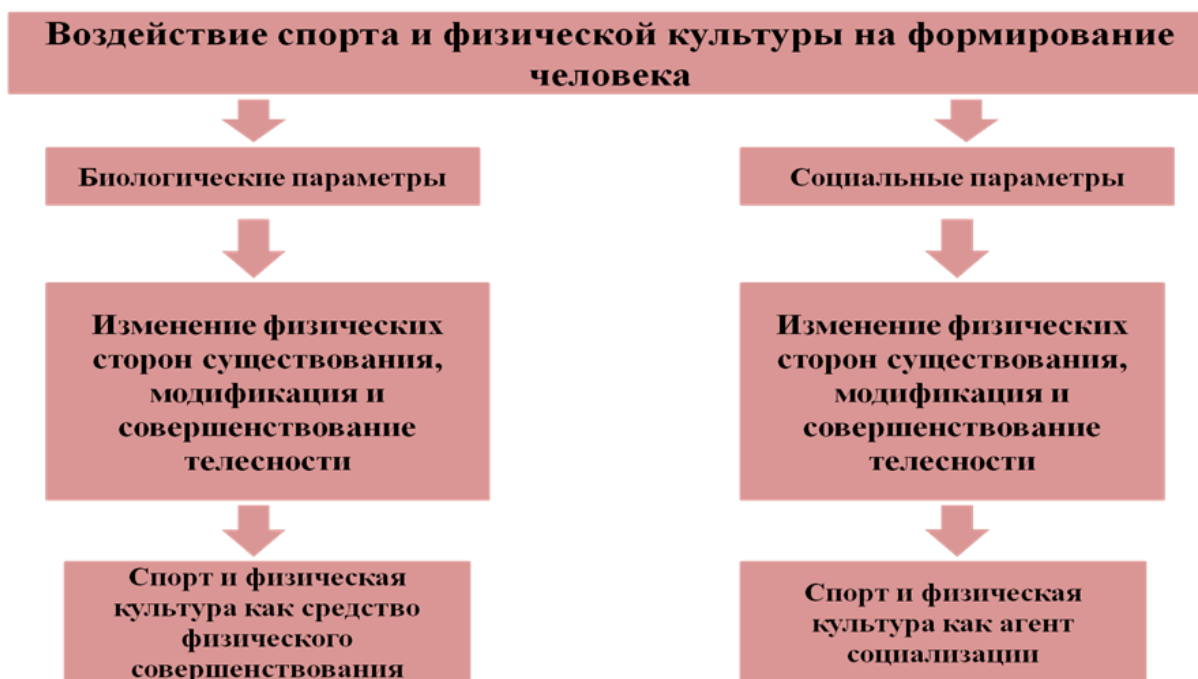 Воздействие спорта и физической культуры на формирование
человека
Биологические параметры
Социальные параметры
Изменение физических
сторон существования,
модификация и
совершенствование
телесности
Изменение физических
сторон существования,
модификация и
совершенствование
телесности
Спорт и физическая
культура как средство
физического
совершенствования
Спорт и физическая
культура как агент
социализации